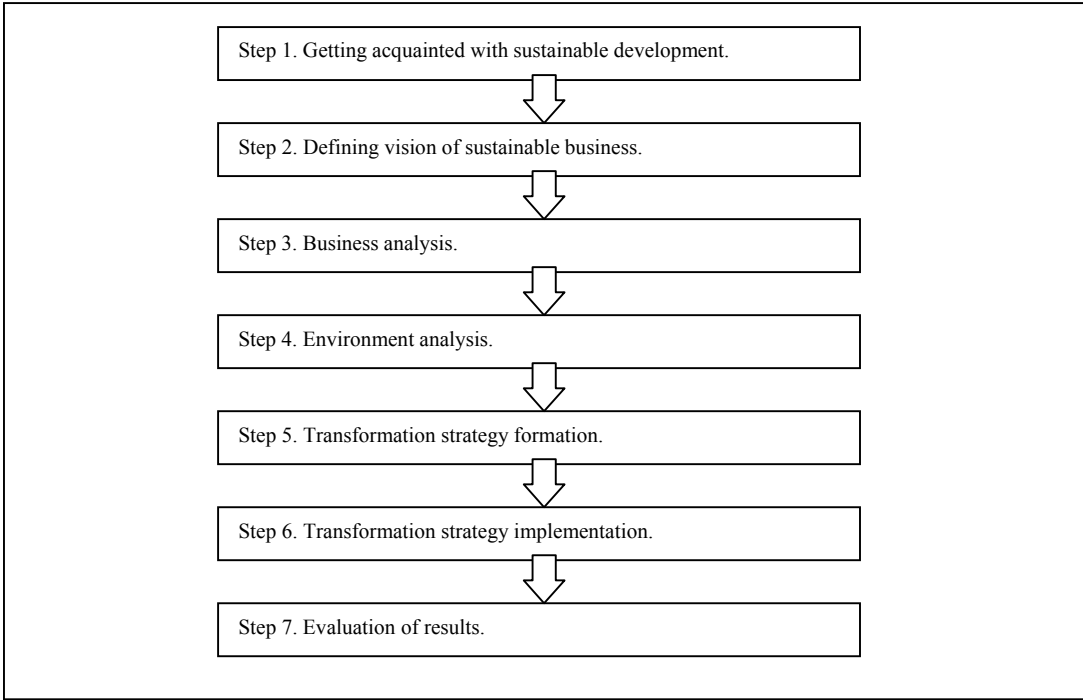 Step 1. Getting acquainted with sustainable development.
Step 2. Defining vision of sustainable business.
Step 3. Business analysis.
Step 4. Environment analysis.
Step 5. Transformation strategy formation.
Step 6. Transformation strategy implementation.
Step 7. Evaluation of results.